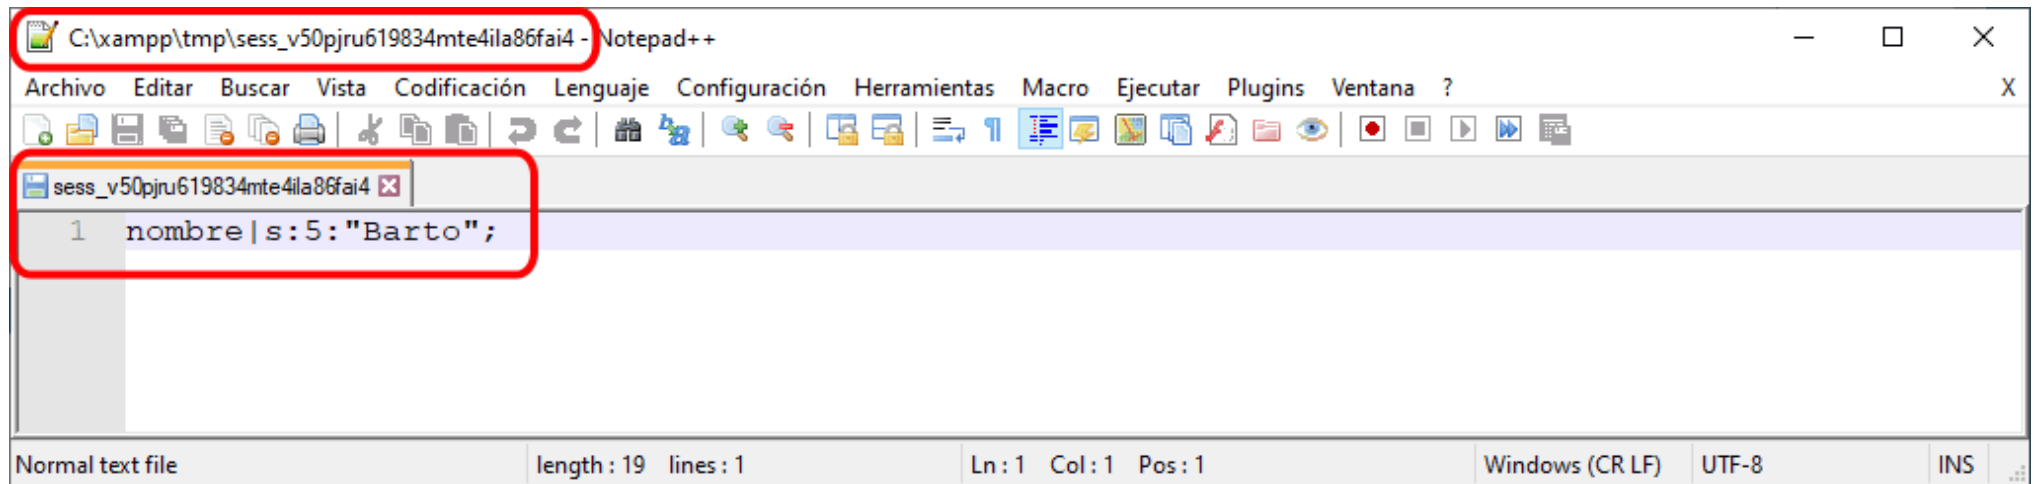 C:\xampp\tmp\sess_v50pjru619834mte4ila86fai4 - Notepad++
Archivo Editar Buscar Vista Codificación Lenguaje Configuración Herramientas Macro Ejecutar Plugins Ventana ? X
sess_v50pjru619834mte4ila86fai4
1 nombre|s:5:"Barto";
Normal text file length : 19 lines : 1 Ln : 1 Col : 1 Pos : 1 Windows (CR LF) UTF-8 INS